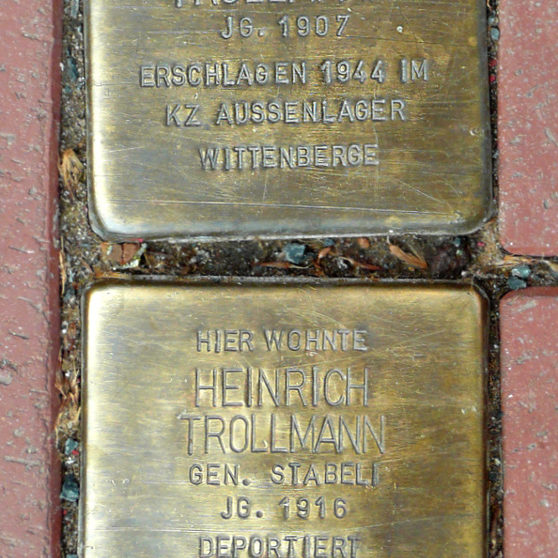 JG. 1907
ERSCHLAGEN 1944 IM
KZ AUSSENLAGER
WITTENBERGE
HIER WOHNTE
HEINRICH
TROLLMANN
GEN. STABELI
JG. 1916
DEPORTIERT